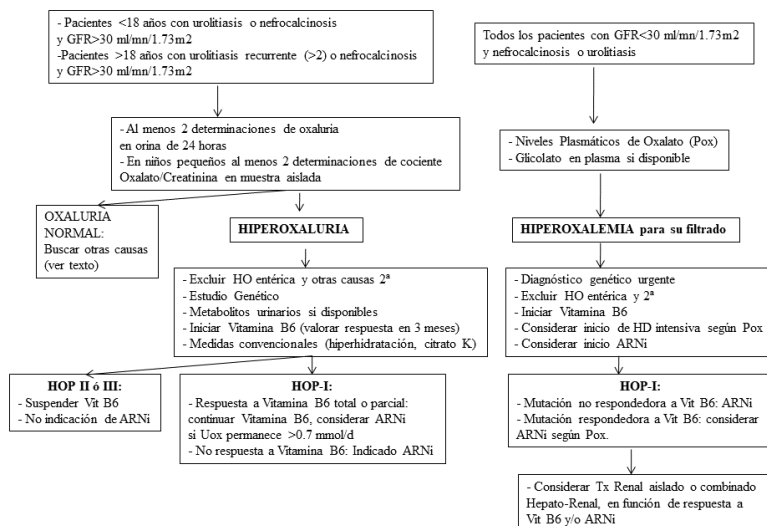 - Pacientes <18 años con urolitiasis o nefrocalcinosis
y GFR>30 ml/mn/1.73m2
-Pacientes >18 años con urolitiasis recurrente (>2) o nefrocalcinosis
y GFR>30 ml/mn/1.73m2
Todos los pacientes con GFR<30 ml/mn/1.73m2
y nefrocalcinosis o urolitiasis
- Al menos 2 determinaciones de oxaluria
en orina de 24 horas
- En niños pequeños al menos 2 determinaciones de cociente
Oxalato/Creatinina en muestra aislada
- Niveles Plasmáticos de Oxalato (Pox)
- Glicolato en plasma si disponible
OXALURIA
NORMAL:
Buscar otras causas
(ver texto)
HIPEROXALURIA
HIPEROXALEMIA para su filtrado
- Excluir HO entérica y otras causas 2ª
- Estudio Genético
- Metabolitos urinarios si disponibles
- Iniciar Vitamina B6 (valorar respuesta en 3 meses)
- Medidas convencionales (hiperhidratación, citrato K)
- Diagnóstico genético urgente
- Excluir HO entérica y 2ª
- Iniciar Vitamina B6
- Considerar inicio de HD intensiva según Pox
- Considerar inicio ARNi
HOP II ó III:
- Suspender Vit B6
- No indicación de ARNi
HOP-I:
- Respuesta a Vitamina B6 total o parcial:
continuar Vitamina B6, considerar ARNi
si Uox permanece >0.7 mmol/d
- No respuesta a Vitamina B6: Indicado ARNi
HOP-I:
- Mutación no respondedora a Vit B6: ARNi
- Mutación respondedora a Vit B6: considerar
ARNi según Pox.
- Considerar Tx Renal aislado o combinado
Hepato-Renal, en función de respuesta a
Vit B6 y/o ARNi